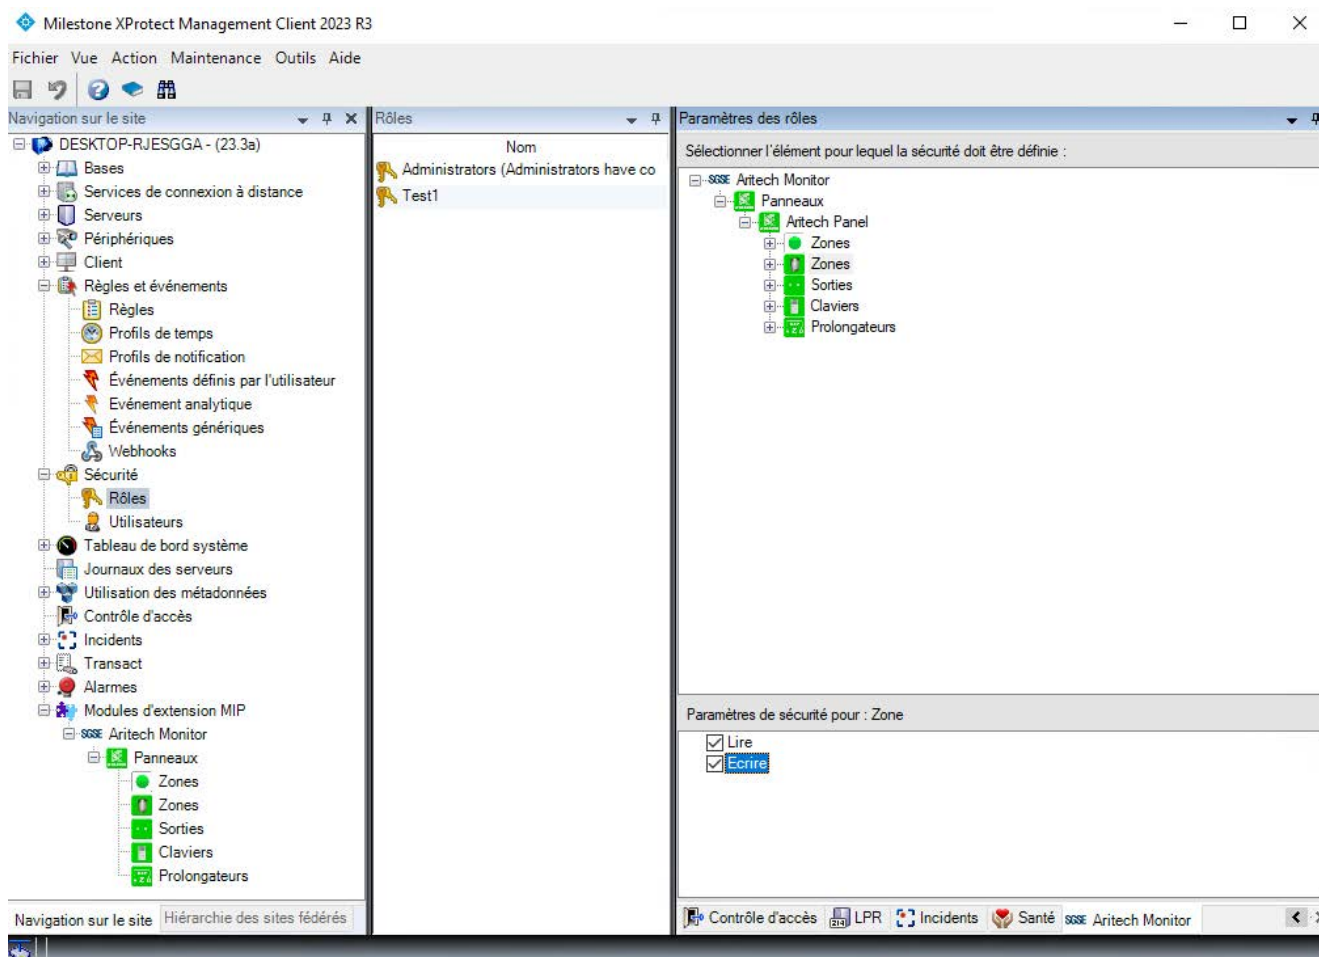 Milestone XProtect Management Client 2023 R3
Fichier Vue Action Maintenance Outils Aide
Navigation sur le site
DESKTOP-RJESGGA - (23.3a)
Bases
Services de connexion à distance
Serveurs
Périphériques
Client
Règles et événements
Règles
Profils de temps
Profils de notification
Événements définis par l'utilisateur
Evénement analytique
Événements génériques
Webhooks
Sécurité
Rôles
Utilisateurs
Tableau de bord système
Journaux des serveurs
Utilisation des métadonnées
Contrôle d'accès
Incidents
Transact
Alarmes
Modules d'extension MIP
SGSE Aritech Monitor
Panneaux
Zones
Zones
Sorties
Claviers
Prolongateurs
Navigation sur le site Hiérarchie des sites fédérés
Rôles
Nom
Administrators (Administrators have co
Test1
Paramètres des rôles
Sélectionner l'élément pour lequel la sécurité doit être définie :
SGSE Aritech Monitor
Panneaux
Aritech Panel
Zones
Zones
Sorties
Claviers
Prolongateurs
Paramètres de sécurité pour : Zone
Lire
Ecrire
Contrôle d'accès LPR Incidents Santé SGSE Aritech Monitor